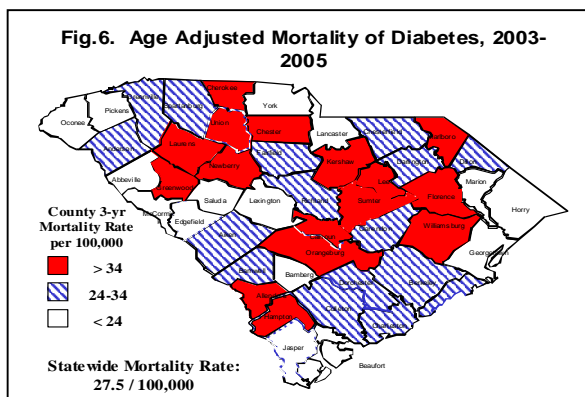 Fig.6. Age Adjusted Mortality of Diabetes, 2003-
2005
Cherokee
Greenville
Spartanburg
York
Pickens
Oconee
Union
Chester
Lancaster
Chesterfield
Marlboro
Anderson
Laurens
Fairfield
Darlington
Dillon
Newberry
Kershaw
Lee
Marion
Abbeville
Greenwood
Florence
Saluda
Lexington
Richland
Sumter
Horry
McCormic
Edgefield
Calhoun
Clarendon
Williamsburg
Aiken
Orangeburg
Georgetown
Barnwell
Bamberg
Dorchester
Berkeley
Allendale
Colleton
Hampton
Charleston
Jasper
Beaufort
County 3-yr
Mortality Rate
per 100,000
> 34
24-34
< 24
Statewide Mortality Rate:
27.5 / 100,000